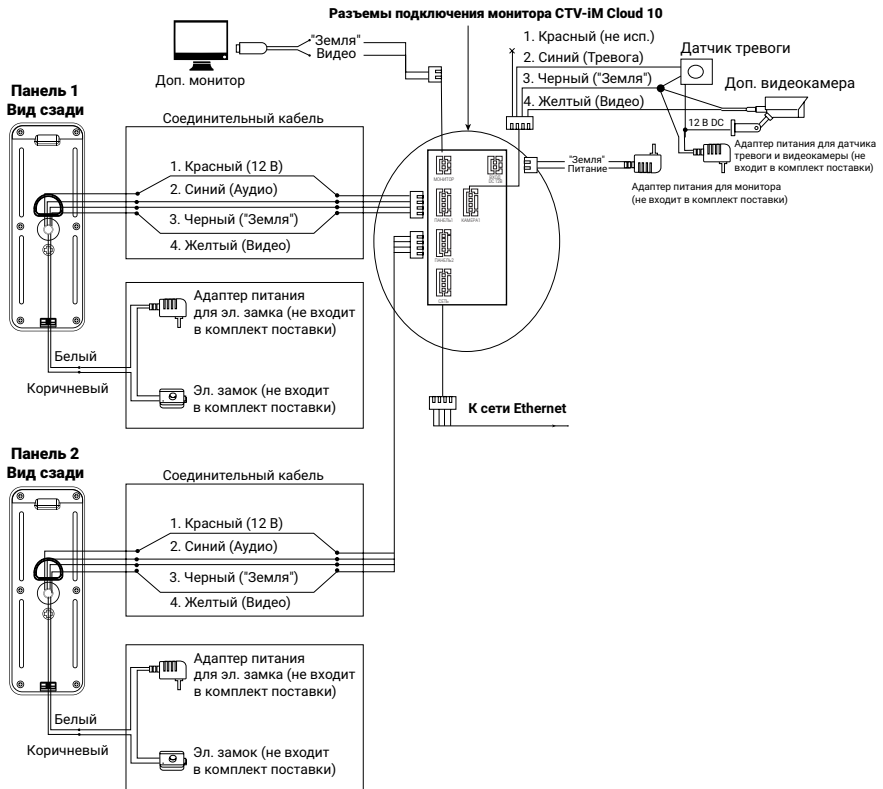 Разъемы подключения монитора CTV-iM Cloud 10
"Земля"
Видео
Доп. монитор
1. Красный (не исп.)
2. Синий (Тревога)
3. Черный ("Земля")
4. Желтый (Видео)
Датчик тревоги
Доп. видеокамера
12 В DC
Адаптер питания для датчика
тревоги и видеокамеры (не
входит в комплект поставки)
"Земля"
Питание
Адаптер питания для монитора
(не входит в комплект поставки)
МОНИТОР
ПАНЕЛЬ1
КАМЕРА1
ПАНЕЛЬ2
СЕТЬ
К сети Ethernet
Панель 1
Вид сзади
Соединительный кабель
1. Красный (12 В)
2. Синий (Аудио)
3. Черный ("Земля")
4. Желтый (Видео)
Адаптер питания
для эл. замка (не входит
в комплект поставки)
Белый
Коричневый
Эл. замок (не входит
в комплект поставки)
Панель 2
Вид сзади
Соединительный кабель
1. Красный (12 В)
2. Синий (Аудио)
3. Черный ("Земля")
4. Желтый (Видео)
Адаптер питания
для эл. замка (не входит
в комплект поставки)
Белый
Коричневый
Эл. замок (не входит
в комплект поставки)